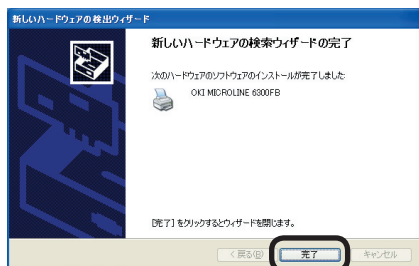 新しいハードウェアの検出ウィザード
新しいハードウェアの検索ウィザードの完了
次のハードウェアのソフトウェアのインストールが完了しました:
OKI MICROLINE 6300FB
[完了] をクリックするとウィザードを閉じます。
< 戻る(B) 完了 キャンセル